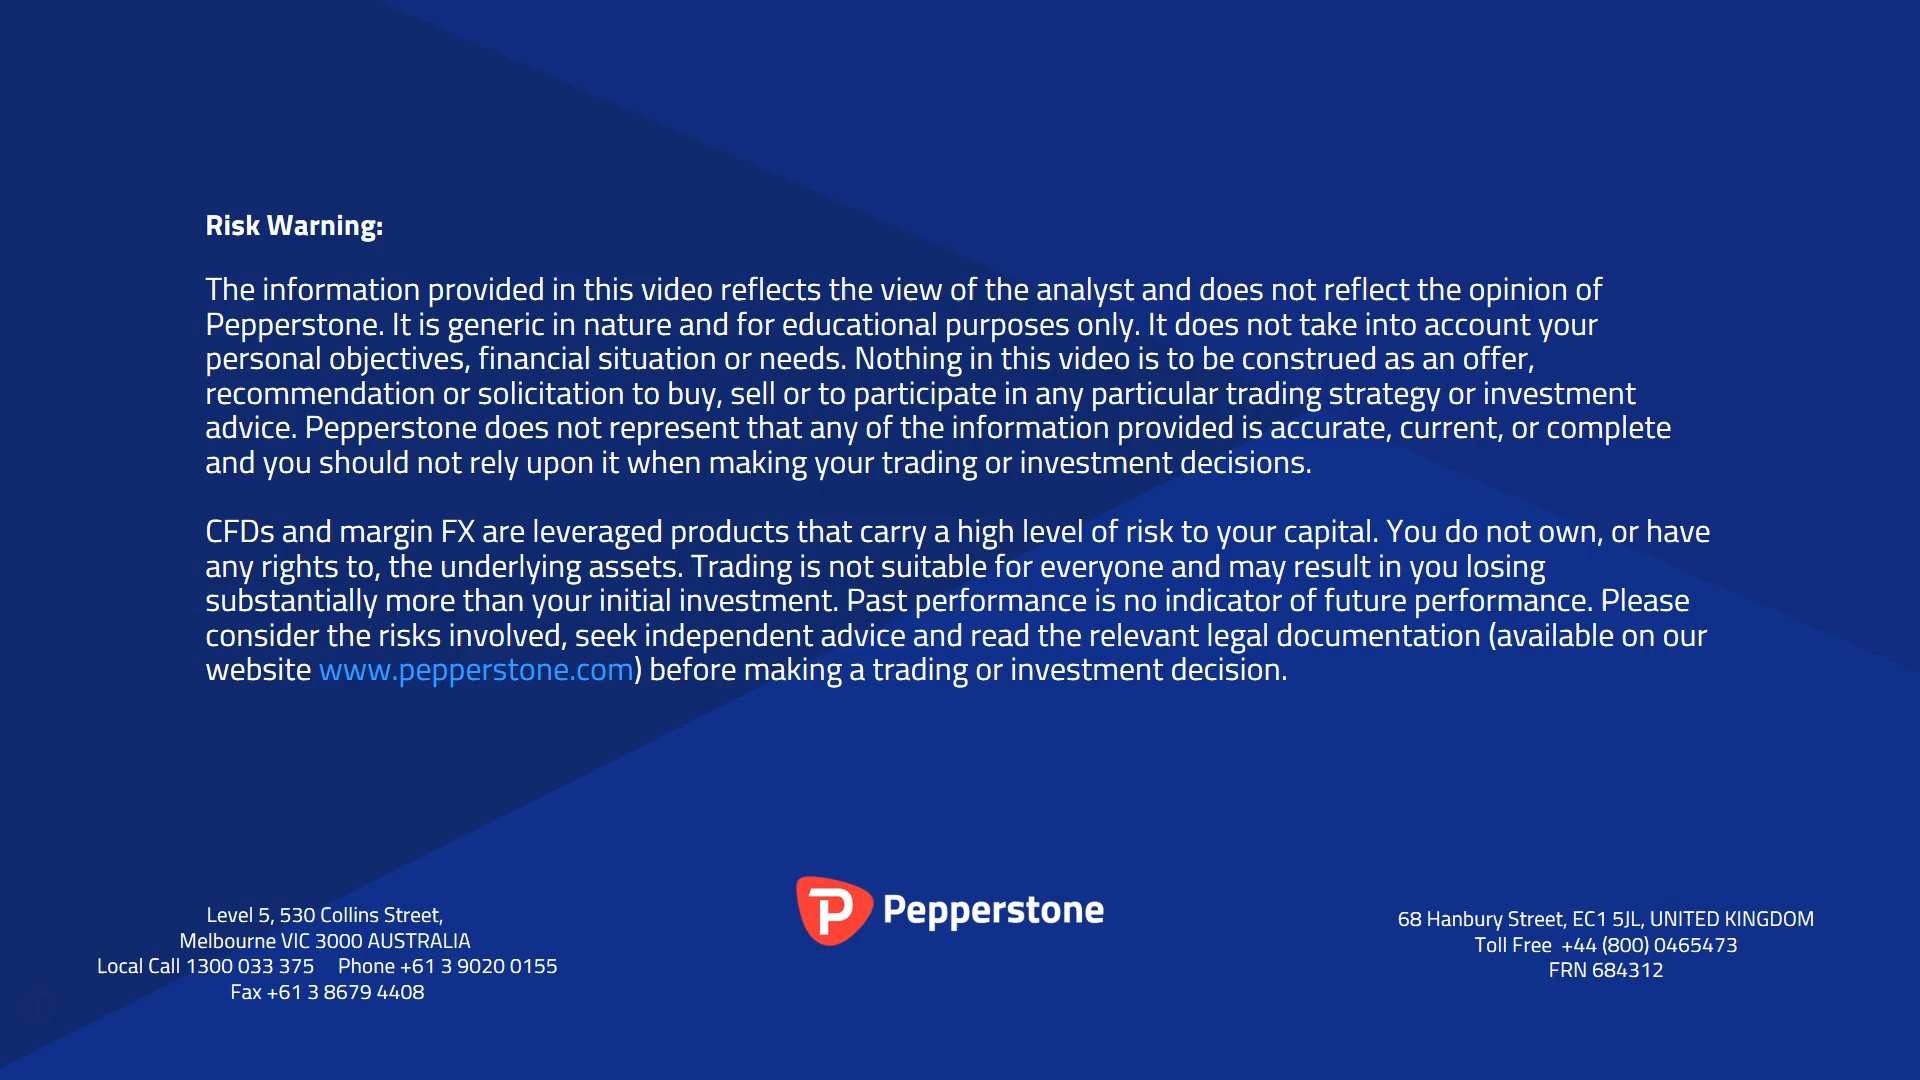 Risk Warning:
The information provided in this video reflects the view of the analyst and does not reflect the opinion of
Pepperstone. It is generic in nature and for educational purposes only. It does not take into account your
personal objectives, financial situation or needs. Nothing in this video is to be construed as an offer,
recommendation or solicitation to buy, sell or to participate in any particular trading strategy or investment
advice. Pepperstone does not represent that any of the information provided is accurate, current, or complete
and you should not rely upon it when making your trading or investment decisions.
CFDs and margin FX are leveraged products that carry a high level of risk to your capital. You do not own, or have
any rights to, the underlying assets. Trading is not suitable for everyone and may result in you losing
substantially more than your initial investment. Past performance is no indicator of future performance. Please
consider the risks involved, seek independent advice and read the relevant legal documentation (available on our
website www.pepperstone.com) before making a trading or investment decision.
Level 5, 530 Collins Street,
Melbourne VIC 3000 AUSTRALIA
Local Call 1300 033 375 Phone +61 3 9020 0155
Fax +61 3 8679 4408
Pepperstone
68 Hanbury Street, EC1 5JL, UNITED KINGDOM
Toll Free +44 (800) 0465473
FRN 684312